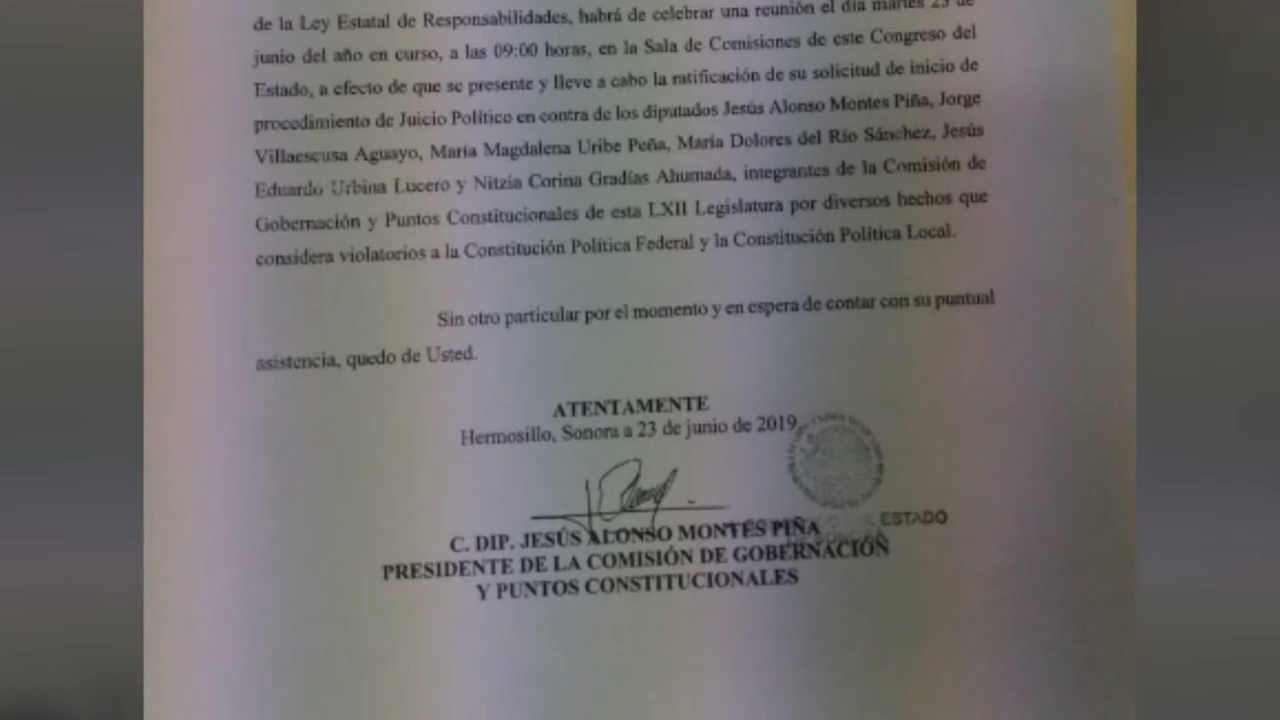 de la Ley Estatal de Responsabilidades, habrá de celebrar una reunión el día martes 25 de
junio del año en curso, a las 09:00 horas, en la Sala de Comisiones de este Congreso del
Estado, a efecto de que se presente y lleve a cabo la ratificación de su solicitud de inicio de
procedimiento de Juicio Político en contra de los diputados Jesús Alonso Montes Piña, Jorge
Villaescusa Aguayo, María Magdalena Uribe Peña, María Dolores del Río Sánchez, Jesús
Eduardo Urbina Lucero y Nitzia Corina Gradías Ahumada, integrantes de la Comisión de
Gobernación y Puntos Constitucionales de esta LXII Legislatura por diversos hechos que
considera violatorios a la Constitución Política Federal y la Constitución Política Local.
Sin otro particular por el momento y en espera de contar con su puntual
asistencia, quedo de Usted.
ATENTAMENTE
Hermosillo, Sonora a 23 de junio de 2019
C. DIP. JESÚS ALONSO MONTES PIÑA
ESTADO
PRESIDENTE DE LA COMISIÓN DE GOBERNACIÓN
Y PUNTOS CONSTITUCIONALES